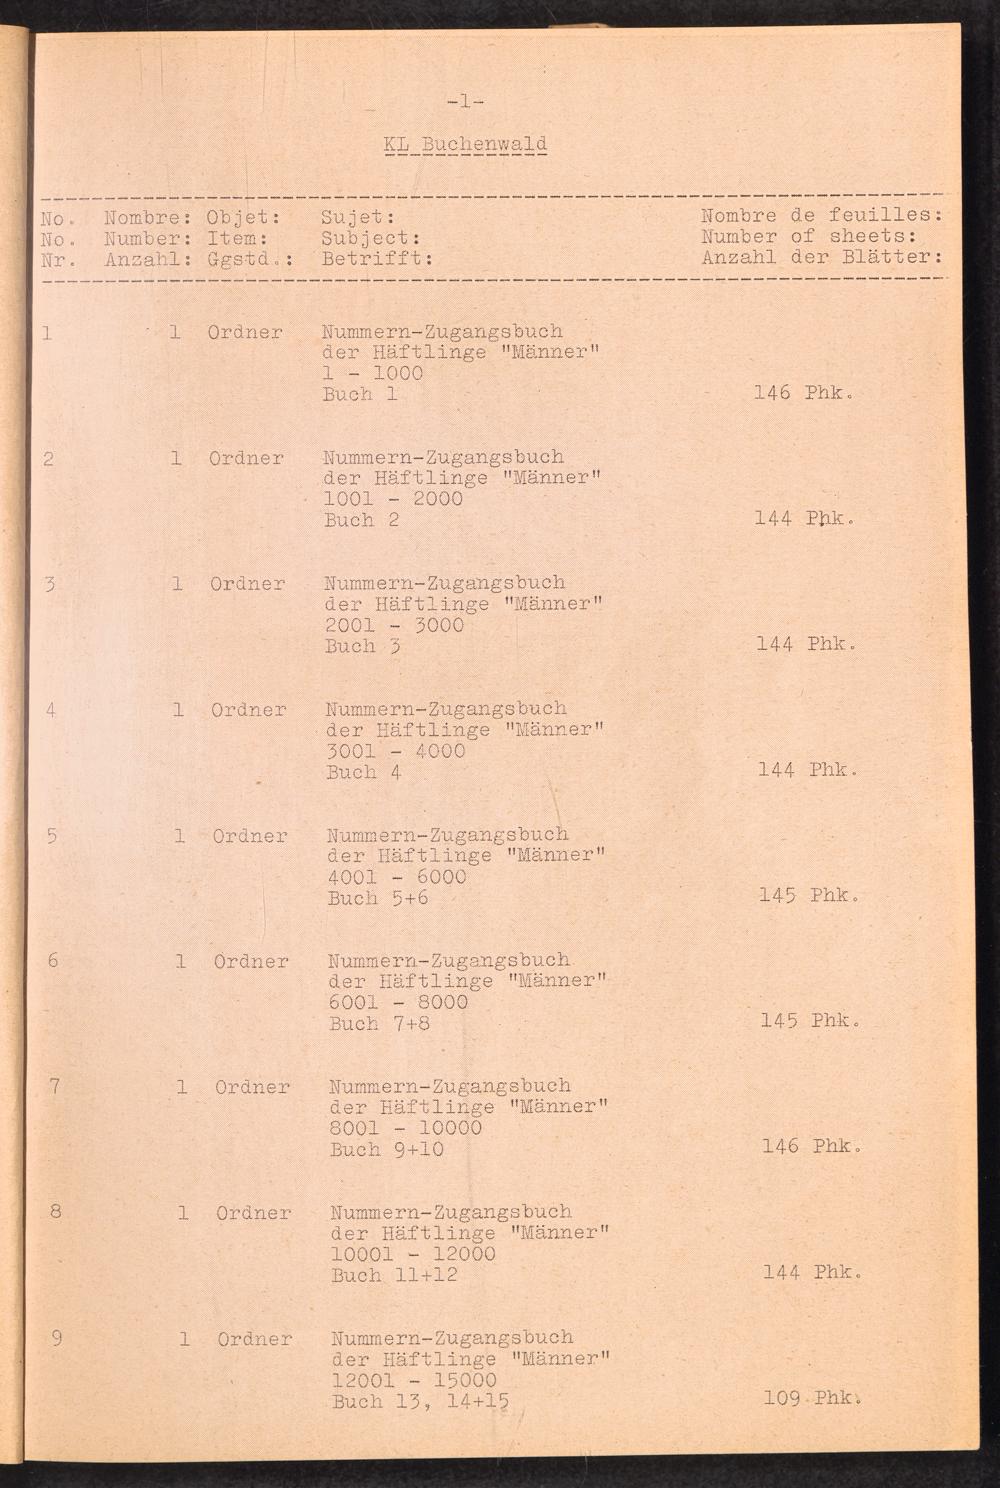 -1-
KL Buchenwald
No. Nombre: Objet: Sujet: Nombre de feuilles:
No. Number: Item: Subject: Number of sheets:
Nr. Anzahl: Ggstd.: Betrifft: Anzahl der Blätter:
1 1 Ordner Nummern-Zugangsbuch
der Häftlinge "Männer"
1 - 1000
Buch 1 146 Phk.
2 1 Ordner Nummern-Zugangsbuch
der Häftlinge "Männer"
1001 - 2000
Buch 2 144 Phk.
3 1 Ordner Nummern-Zugangsbuch
der Häftlinge "Männer"
2001 - 3000
Buch 3 144 Phk.
4 1 Ordner Nummern-Zugangsbuch
der Häftlinge "Männer"
3001 - 4000
Buch 4 144 Phk.
5 1 Ordner Nummern-Zugangsbuch
der Häftlinge "Männer"
4001 - 6000
Buch 5+6 145 Phk.
6 1 Ordner Nummern-Zugangsbuch
der Häftlinge "Männer"
6001 - 8000
Buch 7+8 145 Phk.
7 1 Ordner Nummern-Zugangsbuch
der Häftlinge "Männer"
8001 - 10000
Buch 9+10 146 Phk.
8 1 Ordner Nummern-Zugangsbuch
der Häftlinge "Männer"
10001 - 12000
Buch 11+12 144 Phk.
9 1 Ordner Nummern-Zugangsbuch
der Häftlinge "Männer"
12001 - 15000
Buch 13, 14+15 109 Phk.